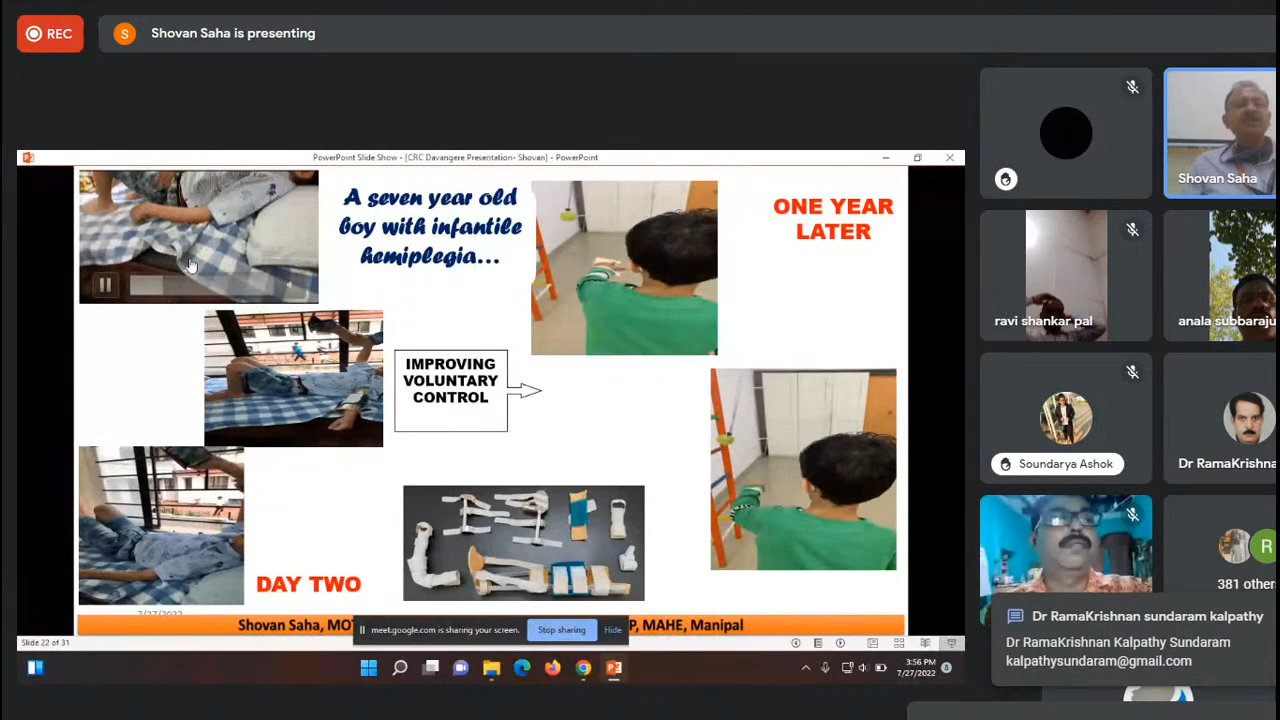 REC
S
Shovan Saha is presenting
PowerPoint Slide Show - [CRC Davangere Presentation- Shovan] - PowerPoint
A seven year old
boy with infantile
hemiplegia...
ONE YEAR
LATER
IMPROVING
VOLUNTARY
CONTROL
DAY TWO
7/27/2022
Shovan Saha, MO
P, MAHE, Manipal
meet.google.com is sharing your screen.
Stop sharing
Hide
Slide 22 of 31
3:56 PM
7/27/2022
Shovan Saha
ravi shankar pal
anala subbaraju
Soundarya Ashok
Dr RamaKrishna
R
381 other
Dr RamaKrishnan sundaram kalpathy
Dr RamaKrishnan Kalpathy Sundaram
kalpathysundaram@gmail.com